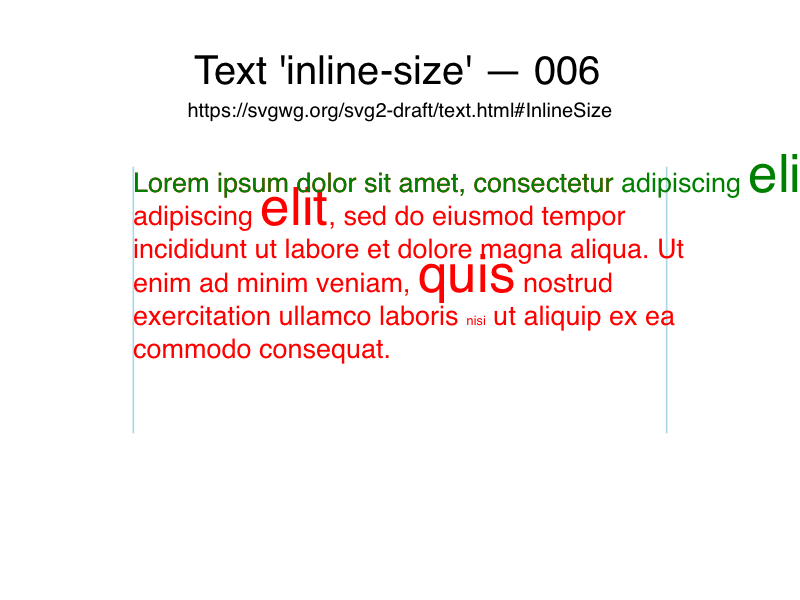 Text 'inline-size' — 006
https://svgwg.org/svg2-draft/text.html#InlineSize
Lorem ipsum dolor sit amet, consectetur adipiscing eli
adipiscing elit, sed do eiusmod tempor
incididunt ut labore et dolore magna aliqua. Ut
enim ad minim veniam, quis nostrud
exercitation ullamco laboris nisi ut aliquip ex ea
commodo consequat.